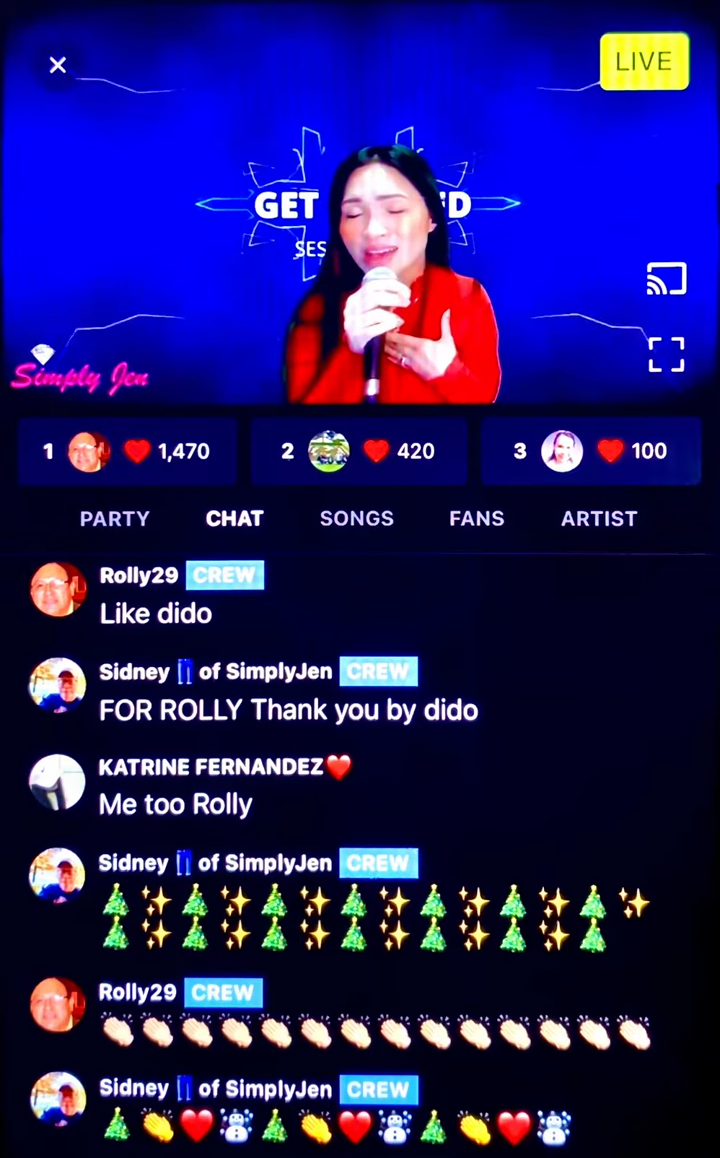 LIVE
GET ED
SES
Simply Jen
1 1,470
2 420
3 100
PARTY CHAT SONGS FANS ARTIST
Rolly29 CREW
Like dido
Sidney 👖 of SimplyJen CREW
FOR ROLLY Thank you by dido
KATRINE FERNANDEZ❤️
Me too Rolly
Sidney 👖 of SimplyJen CREW
🎄✨🎄✨🎄✨🎄✨🎄✨🎄✨🎄✨
🎄✨🎄✨🎄✨🎄✨🎄✨🎄✨🎄
Rolly29 CREW
👏🏻👏🏻👏🏻👏🏻👏🏻👏🏻👏🏻👏🏻👏🏻👏🏻👏🏻👏🏻👏🏻👏🏻
Sidney 👖 of SimplyJen CREW
🎄👏❤️☃️🎄👏❤️☃️🎄👏❤️☃️